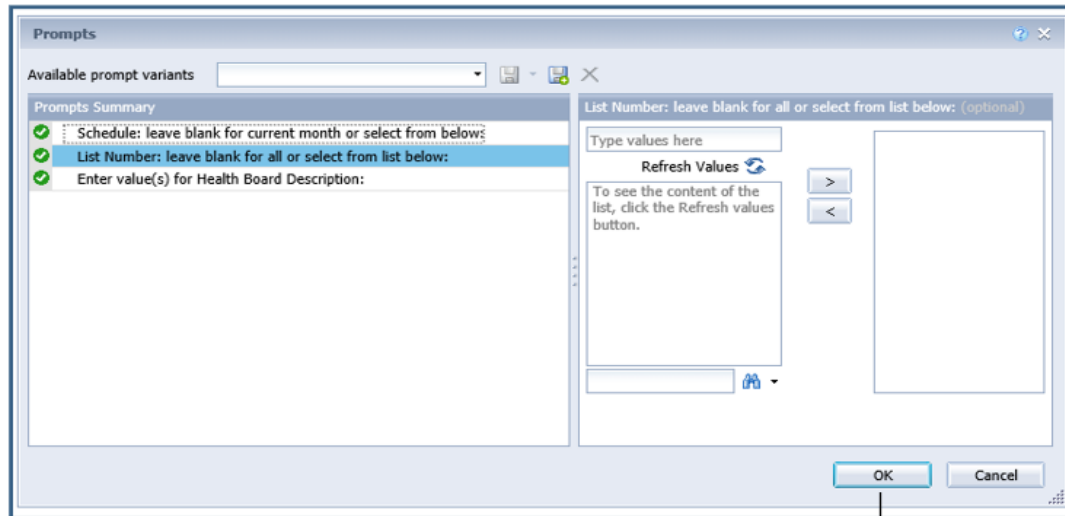 Prompts
Available prompt variants
Prompts Summary
Schedule: leave blank for current month or select from below:
List Number: leave blank for all or select from list below:
Enter value(s) for Health Board Description:
List Number: leave blank for all or select from list below: (optional)
Type values here
Refresh Values
To see the content of the
list, click the Refresh values
button.
>
<
OK
Cancel